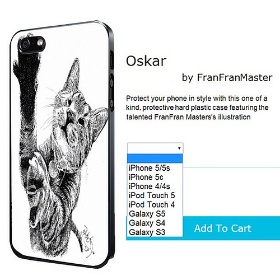 Oskar
by FranFranMaster
Protect your phone in style with this one of a
kind, protective hard plastic case featuring the
talented FranFran Masters's illustration
iPhone 5/5s
iPhone 5c
iPhone 4/4s
iPod Touch 5
iPod Touch 4
Galaxy S5
Galaxy S4
Galaxy S3
Add To Cart